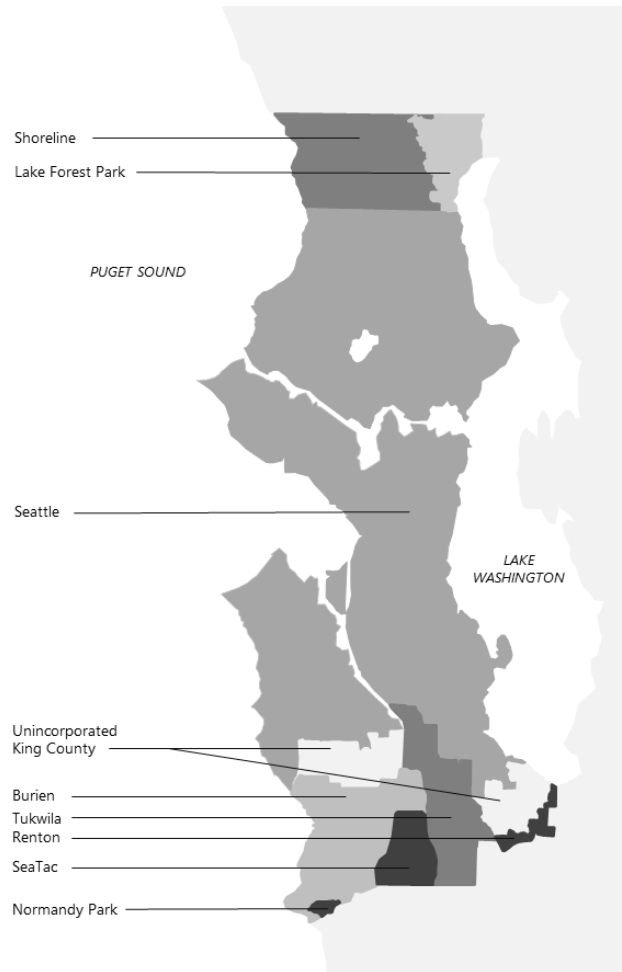 Shoreline
Lake Forest Park
PUGET SOUND
Seattle
LAKE
WASHINGTON
Unincorporated
King County
Burien
Tukwila
Renton
SeaTac
Normandy Park